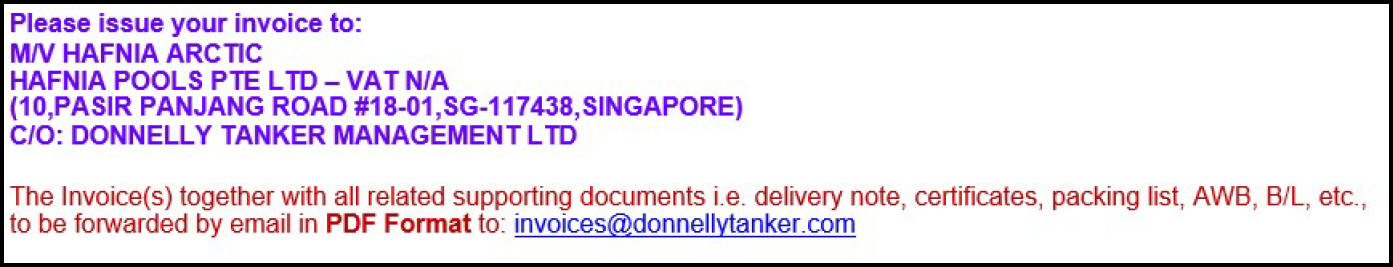 Please issue your invoice to:
M/V HAFNIA ARCTIC
HAFNIA POOLS PTE LTD – VAT N/A
(10,PASIR PANJANG ROAD #18-01,SG-117438,SINGAPORE)
C/O: DONNELLY TANKER MANAGEMENT LTD
The Invoice(s) together with all related supporting documents i.e. delivery note, certificates, packing list, AWB, B/L, etc.,
to be forwarded by email in PDF Format to: invoices@donnellytanker.com